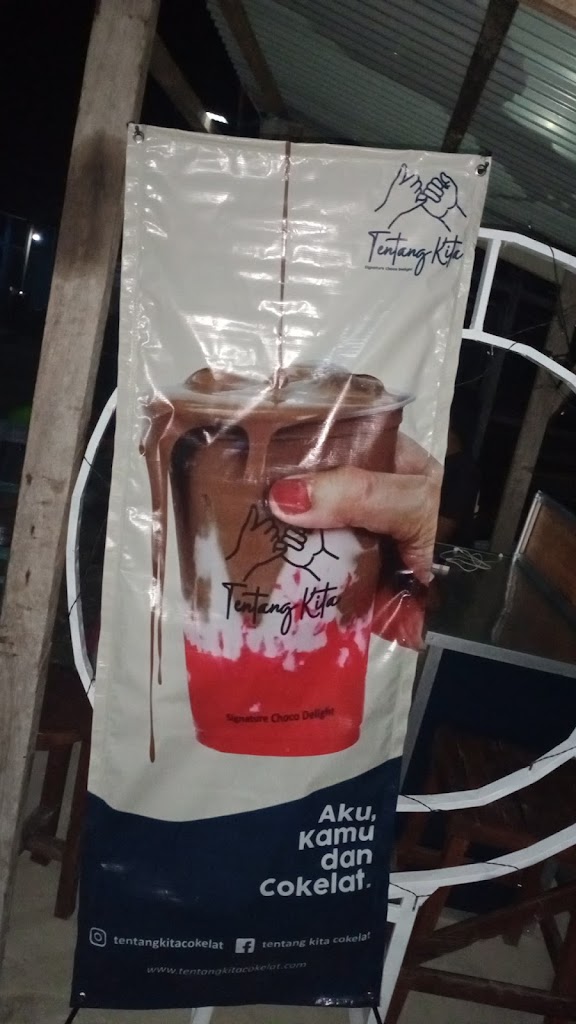 Tentang Kita
Signature Choco Delight
Tentang Kita
Signature Choco Delight
Aku,
Kamu
dan
Cokelat.
tentangkitacokelat tentang kita cokelat
www.tentangkitacokelat.com